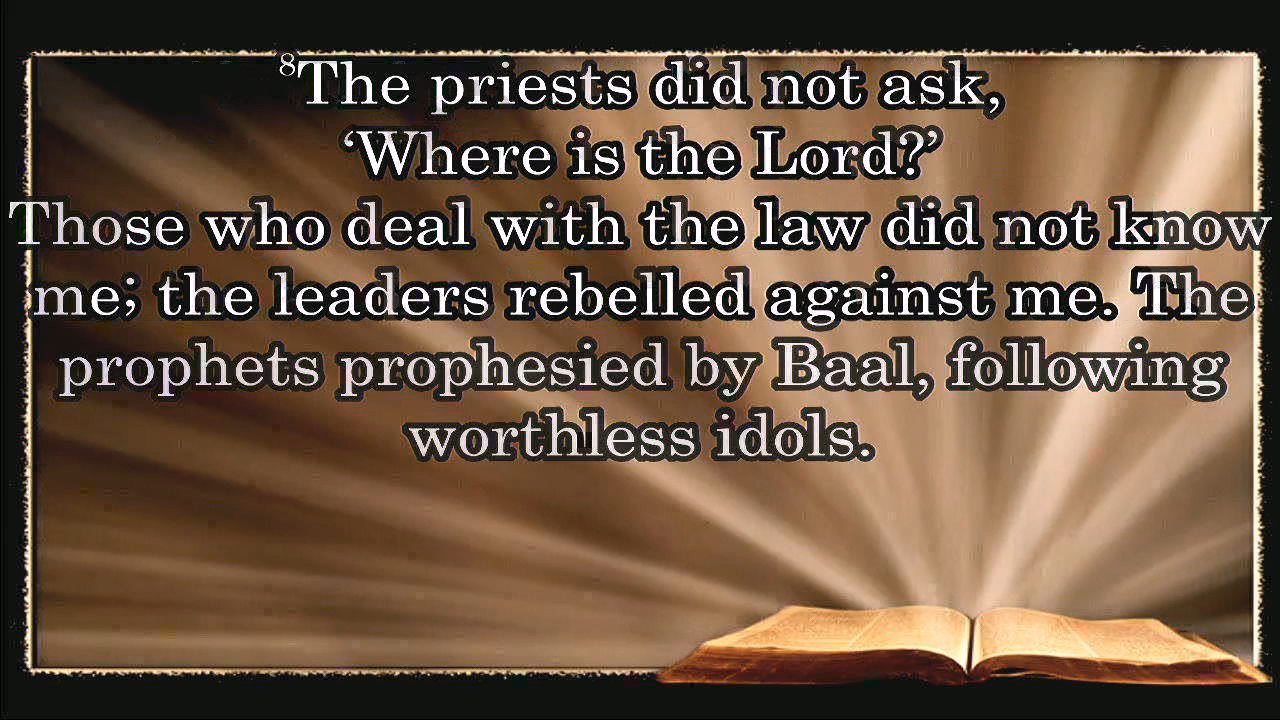 ⁸The priests did not ask,
‘Where is the Lord?’
Those who deal with the law did not know
me; the leaders rebelled against me. The
prophets prophesied by Baal, following
worthless idols.